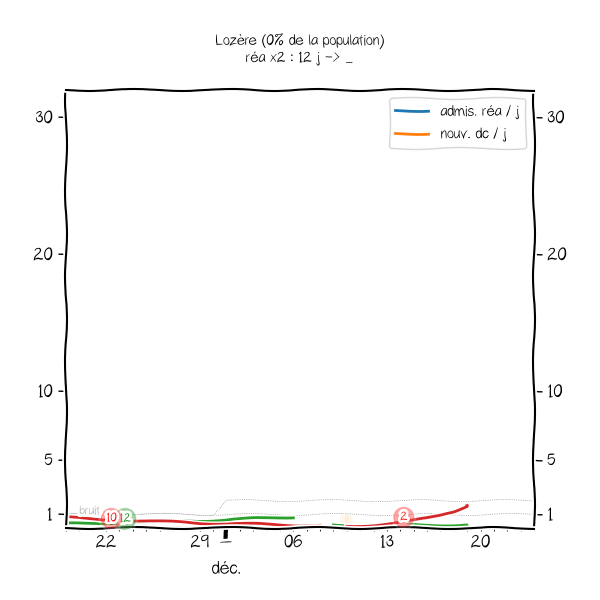 Lozère (0% de la population)
réa x2 : 12 j -> _
admis. réa / j
nouv. dc / j
30 30
20 20
10 10
5 5
1 1
bruit
10 12 2
22 29 06 13 20
déc.